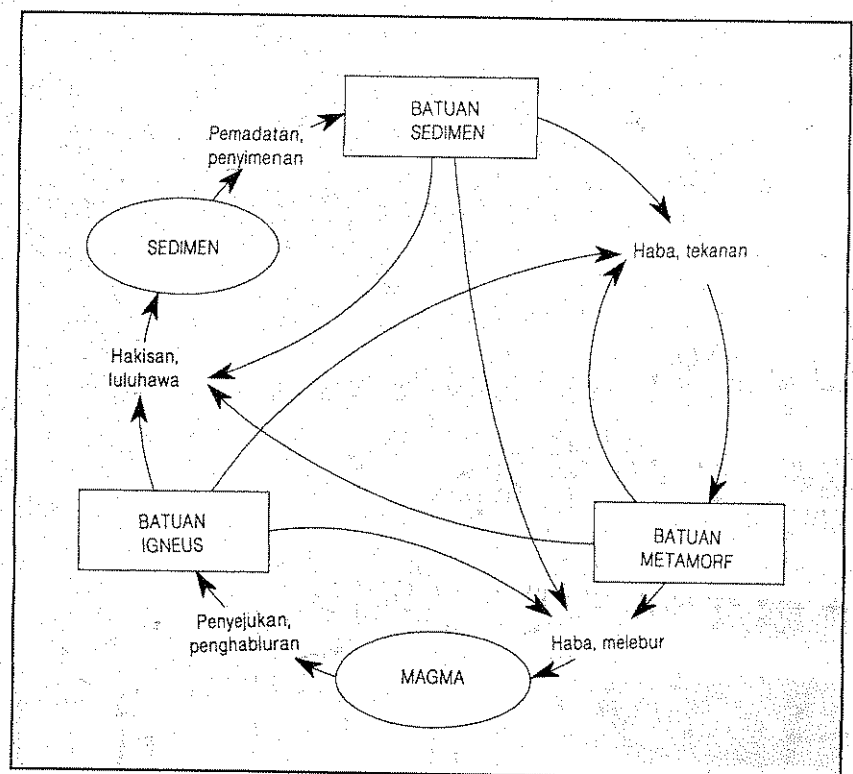 BATUAN
SEDIMEN
Pemadatan,
penyimenan
SEDIMEN
Haba, tekanan
Hakisan,
luluhawa
BATUAN
IGNEUS
BATUAN
METAMORF
Penyejukan,
penghabluran
Haba, melebur
MAGMA